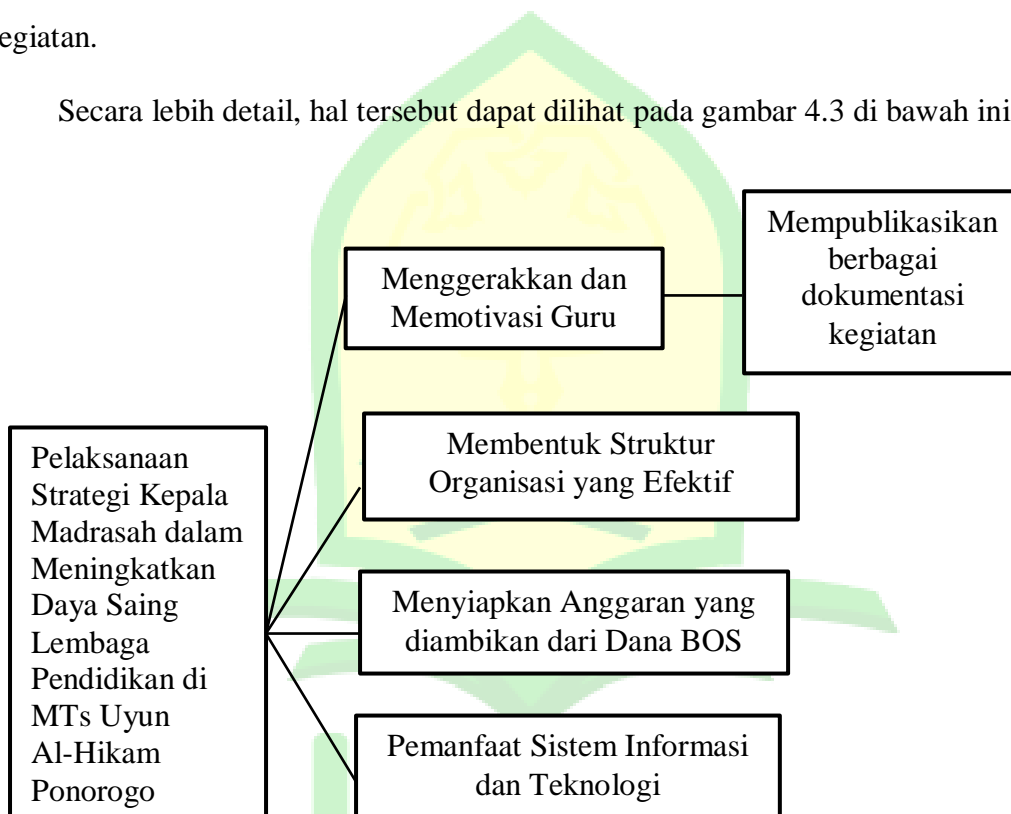 egiatan.
Secara lebih detail, hal tersebut dapat dilihat pada gambar 4.3 di bawah ini
Mempublikasikan
berbagai
dokumentasi
kegiatan
Menggerakkan dan
Memotivasi Guru
Membentuk Struktur
Organisasi yang Efektif
Pelaksanaan
Strategi Kepala
Madrasah dalam
Meningkatkan
Daya Saing
Lembaga
Pendidikan di
MTs Uyun
Al-Hikam
Ponorogo
Menyiapkan Anggaran yang
diambikan dari Dana BOS
Pemanfaat Sistem Informasi
dan Teknologi